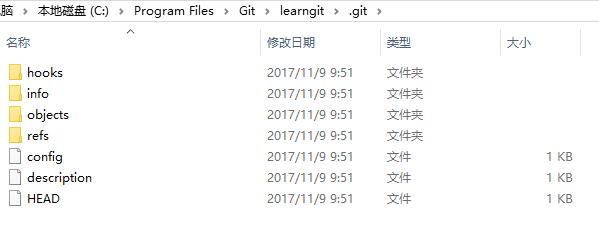 脑 › 本地磁盘 (C:) › Program Files › Git › learngit › .git ›
名称 修改日期 类型 大小
hooks 2017/11/9 9:51 文件夹
info 2017/11/9 9:51 文件夹
objects 2017/11/9 9:51 文件夹
refs 2017/11/9 9:51 文件夹
config 2017/11/9 9:51 文件 1 KB
description 2017/11/9 9:51 文件 1 KB
HEAD 2017/11/9 9:51 文件 1 KB